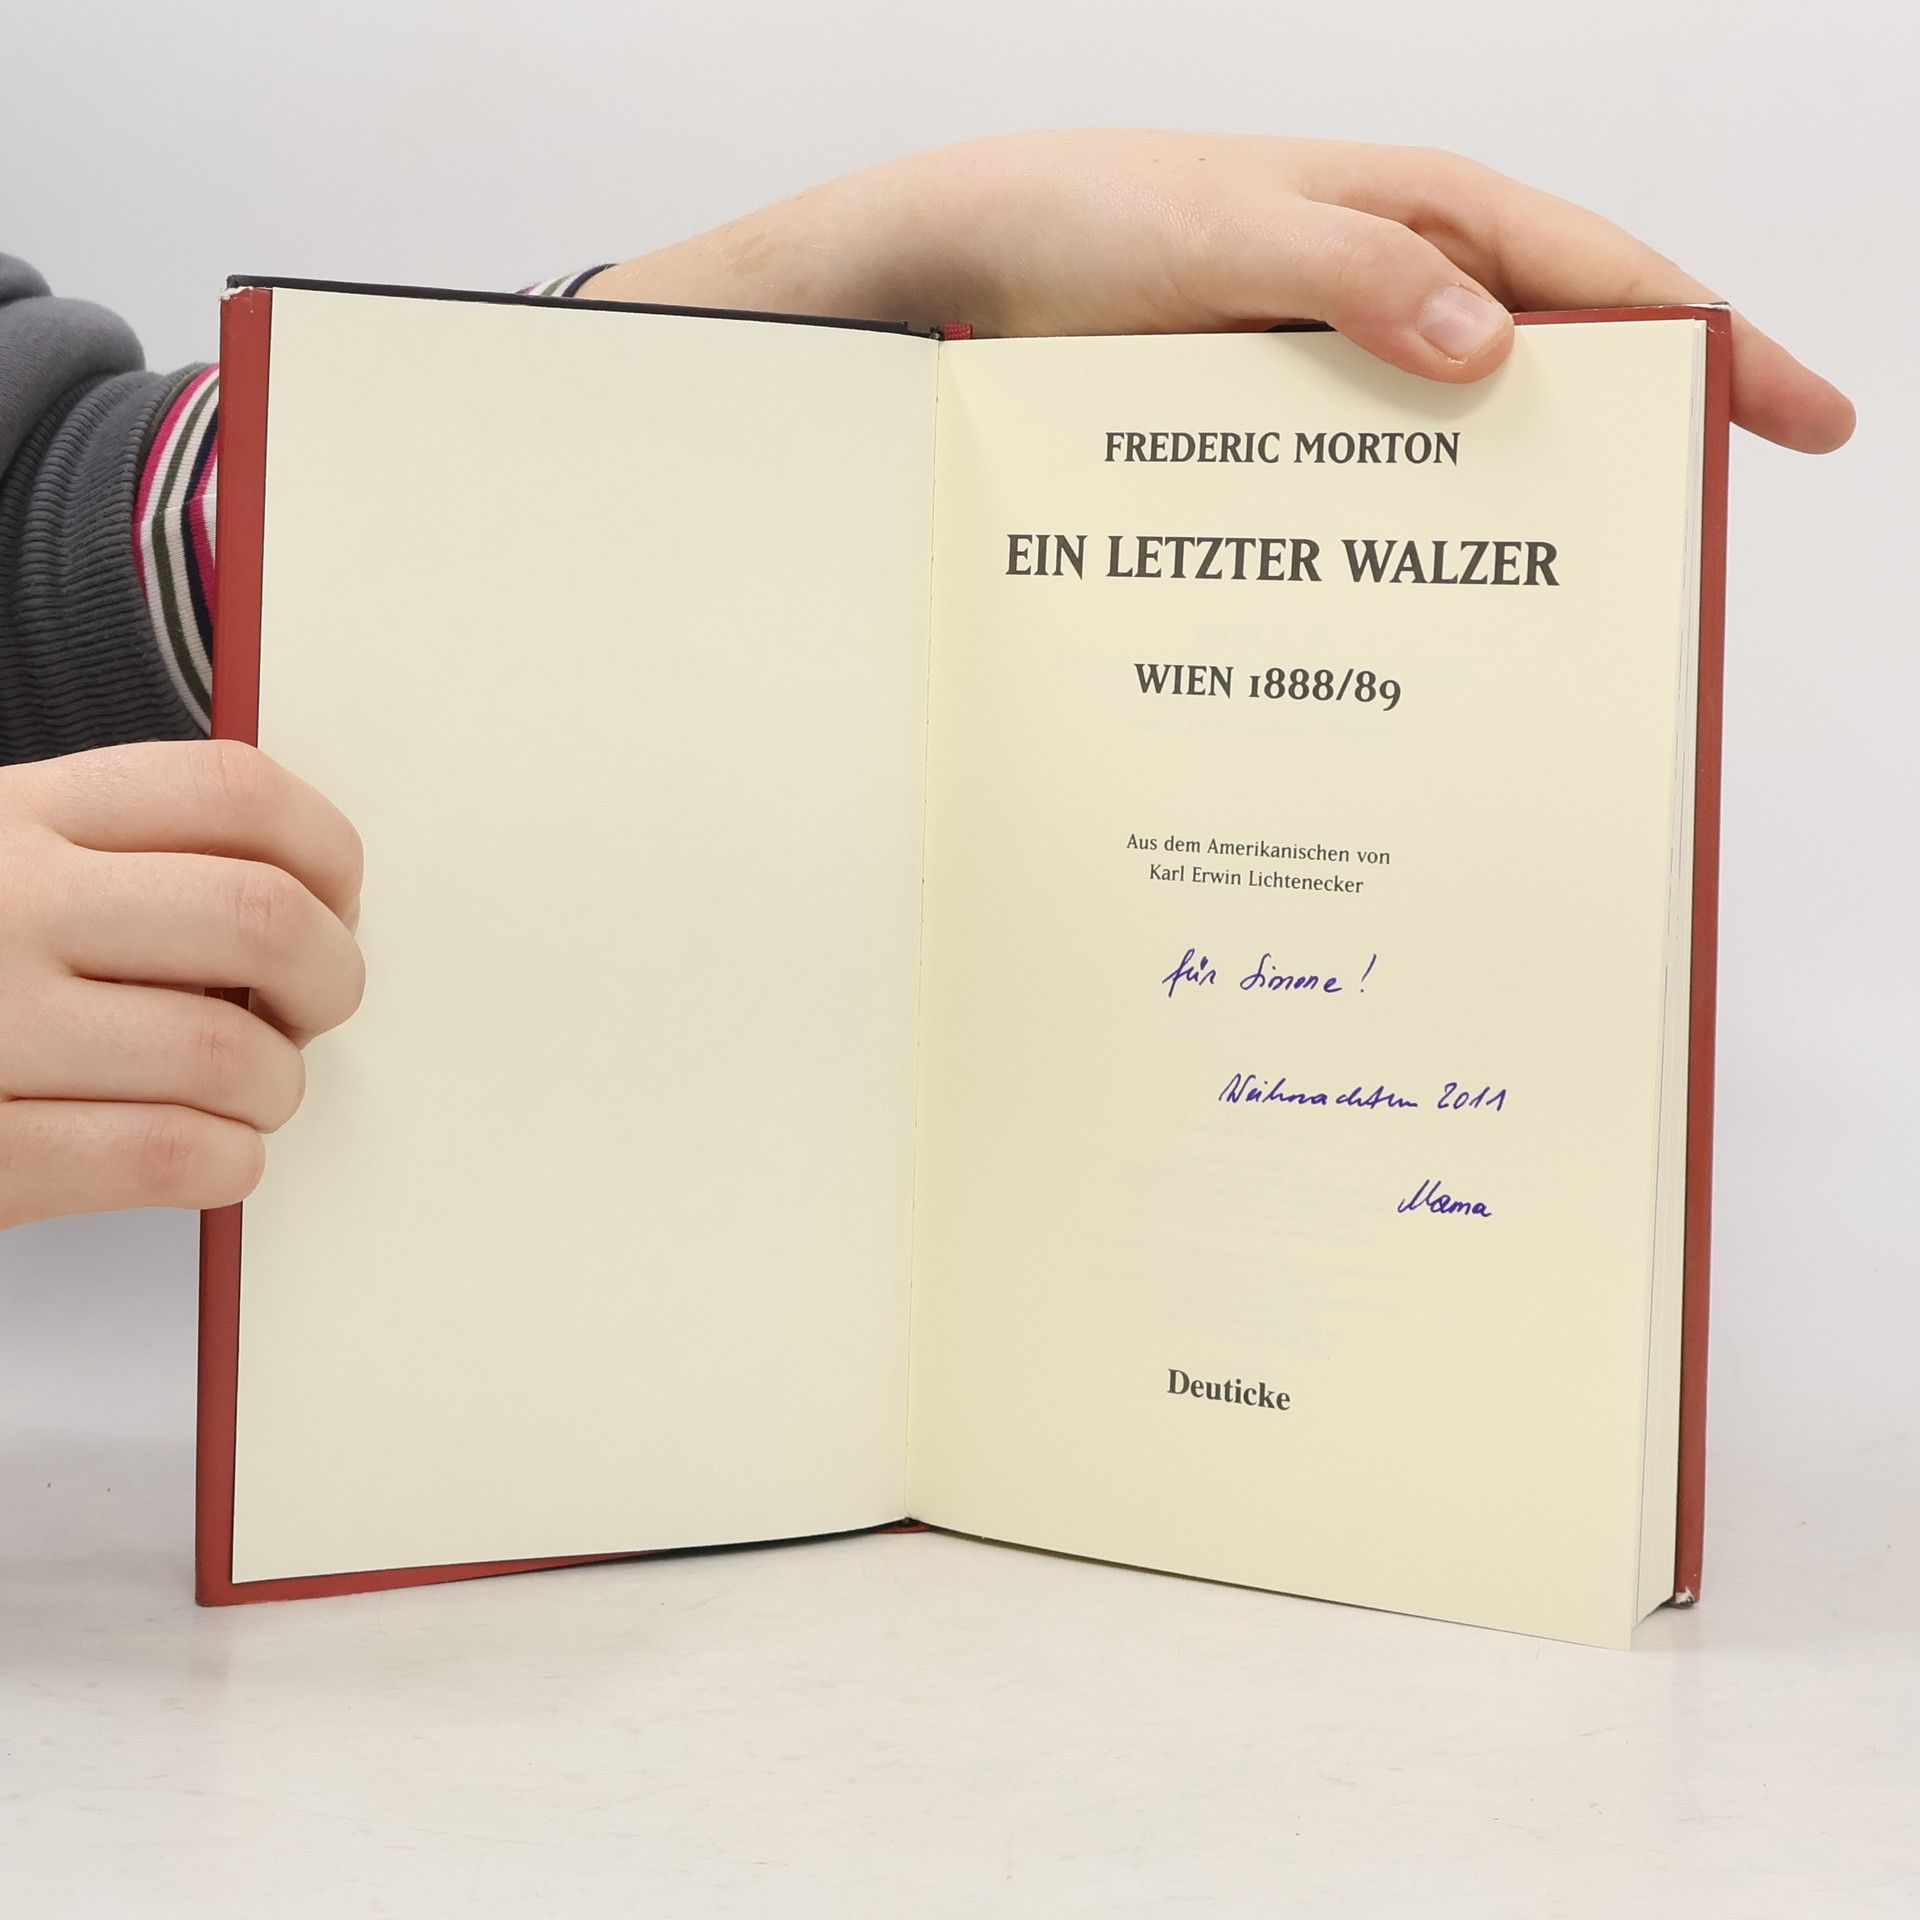 FREDERIC MORTON
EIN LETZTER WALZER
WIEN 1888/89
Aus dem Amerikanischen von
Karl Erwin Lichtenecker
für Simone!
Weihnachten 2011
Mama
Deuticke